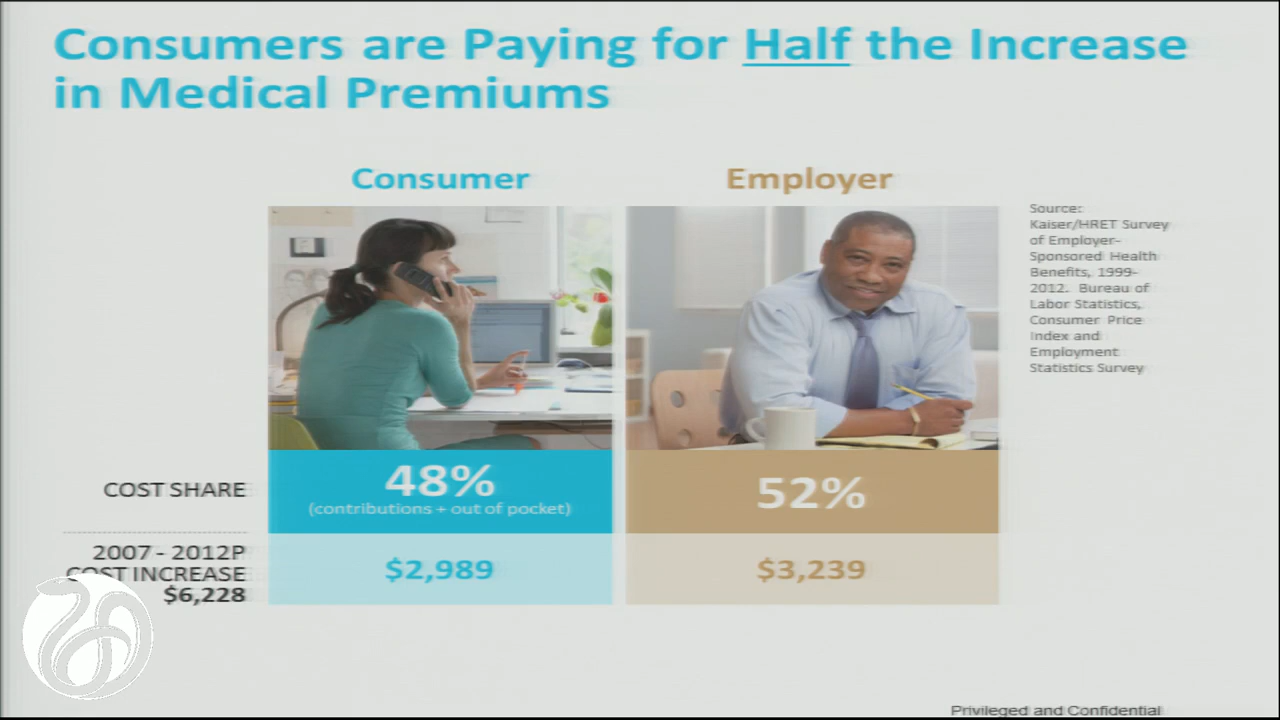 Consumers are Paying for Half the Increase
in Medical Premiums
Consumer
Employer
Source:
Kaiser/HRET Survey
of Employer-
Sponsored Health
Benefits, 1999-
2012. Bureau of
Labor Statistics,
Consumer Price
Index and
Employment
Statistics Survey
COST SHARE
48%
(contributions + out of pocket)
52%
2007 - 2012P
COST INCREASE
$6,228
$2,989
$3,239
Privileged and Confidential